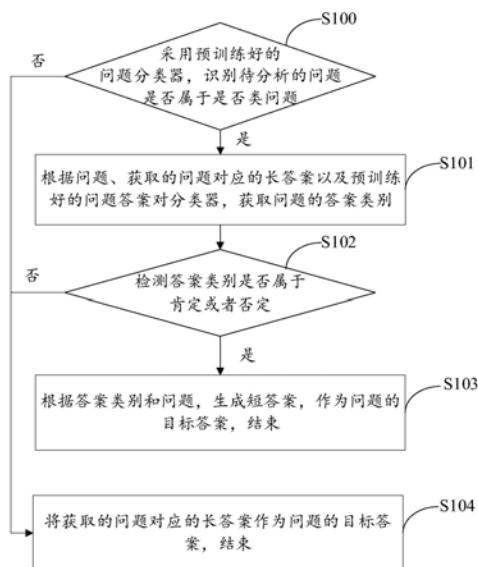 S100
采用预训练好的
问题分类器，识别待分析的问题
是否属于是否类问题
否
是
S101
根据问题、获取的问题对应的长答案以及预训练
好的问题答案对分类器，获取问题的答案类别
S102
检测答案类别是否属于
肯定或者否定
否
是
S103
根据答案类别和问题，生成短答案，作为问题的
目标答案，结束
S104
将获取的问题对应的长答案作为问题的目标答
案，结束